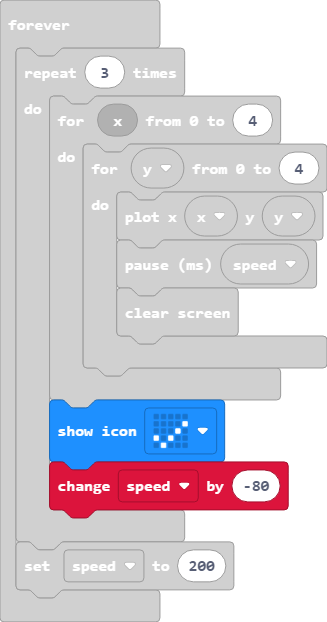 forever
repeat 3 times
do
for x from 0 to 4
do
for y from 0 to 4
do
plot x x y y
pause (ms) speed
clear screen
show icon
change speed by -80
set speed to 200